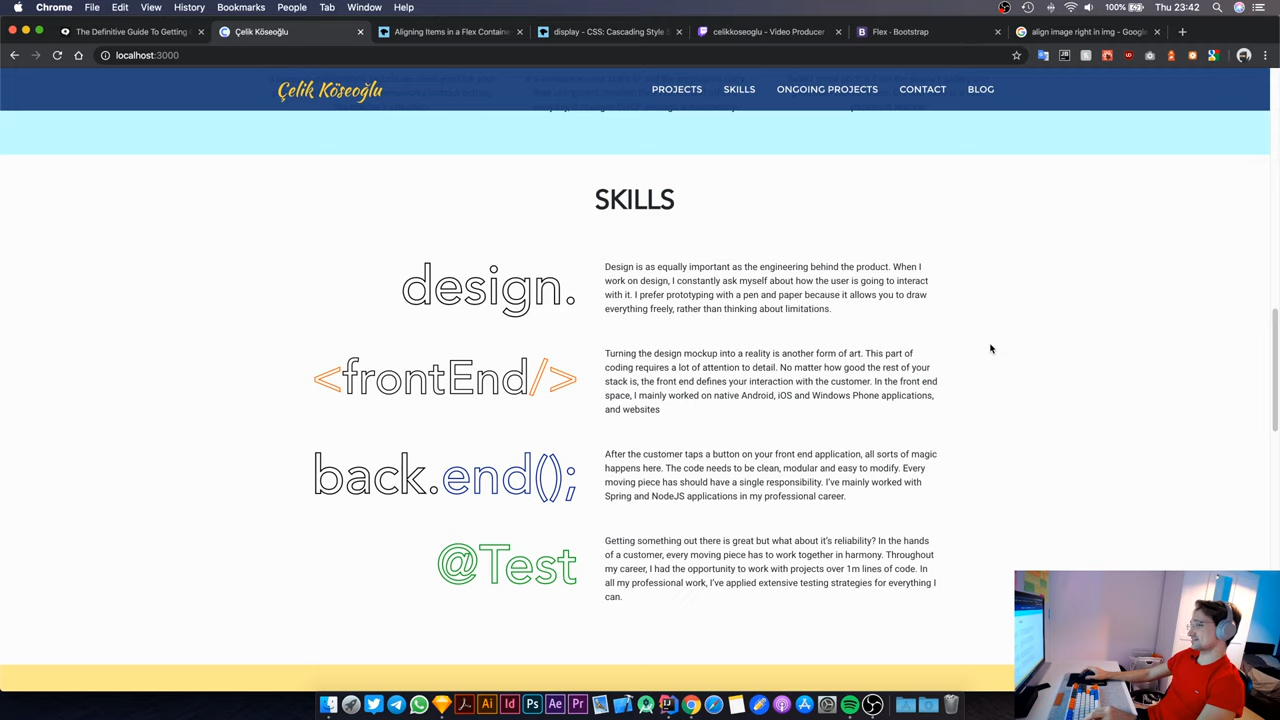 Chrome File Edit View History Bookmarks People Tab Window Help
100% Thu 23:42
The Definitive Guide To Getting
Çelik Köseoğlu
Aligning Items in a Flex Contain
display - CSS: Cascading Style S
celikkoseoglu - Video Producer
Flex · Bootstrap
align image right in img - Googl
localhost:3000
Çelik Köseoğlu
PROJECTS
SKILLS
ONGOING PROJECTS
CONTACT
BLOG
SKILLS
design.
Design is as equally important as the engineering behind the product. When I
work on design, I constantly ask myself about how the user is going to interact
with it. I prefer prototyping with a pen and paper because it allows you to draw
everything freely, rather than thinking about limitations.
<frontEnd/>
Turning the design mockup into a reality is another form of art. This part of
coding requires a lot of attention to detail. No matter how good the rest of your
stack is, the front end defines your interaction with the customer. In the front end
space, I mainly worked on native Android, iOS and Windows Phone applications,
and websites
back.end();
After the customer taps a button on your front end application, all sorts of magic
happens here. The code needs to be clean, modular and easy to modify. Every
moving piece has should have a single responsibility. I've mainly worked with
Spring and NodeJS applications in my professional career.
@Test
Getting something out there is great but what about it's reliability? In the hands
of a customer, every moving piece has to work together in harmony. Throughout
my career, I had the opportunity to work with projects over 1m lines of code. In
all my professional work, I've applied extensive testing strategies for everything I
can.
Ai Id Ps Ae Pr